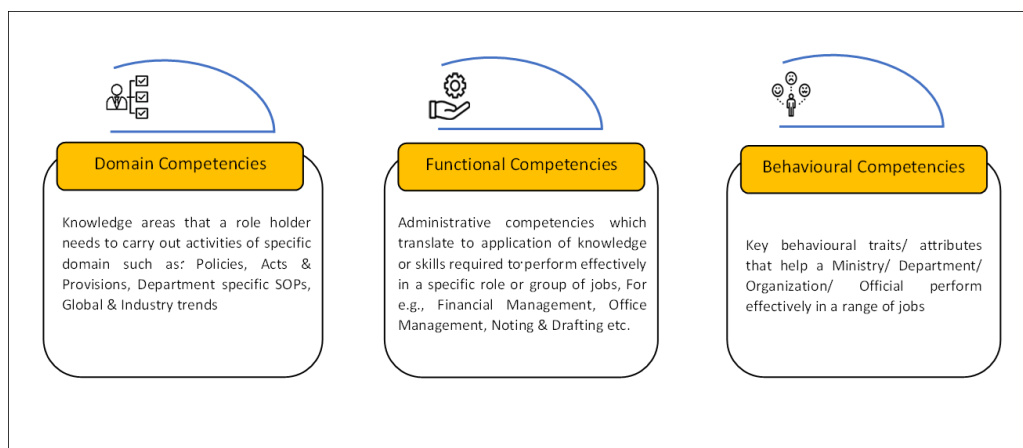 Domain Competencies
Knowledge areas that a role holder
needs to carry out activities of specific
domain such as: Policies, Acts &
Provisions, Department specific SOPs,
Global & Industry trends
Functional Competencies
Administrative competencies which
translate to application of knowledge
or skills required to perform effectively
in a specific role or group of jobs, For
e.g., Financial Management, Office
Management, Noting & Drafting etc.
Behavioural Competencies
Key behavioural traits/ attributes
that help a Ministry/ Department/
Organization/ Official perform
effectively in a range of jobs